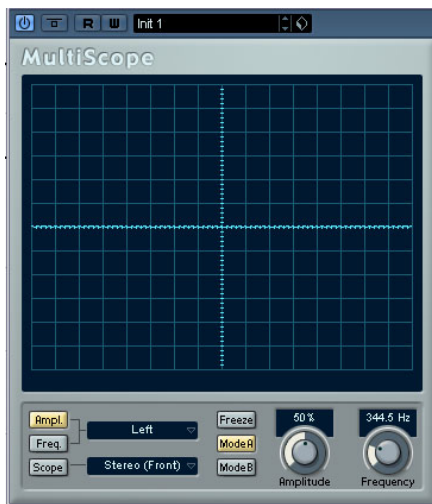 R W Init 1
MultiScope
Ampl.
Left
Freq.
Scope
Stereo (Front)
Freeze
Mode A
Mode B
50 %
Amplitude
344.5 Hz
Frequency